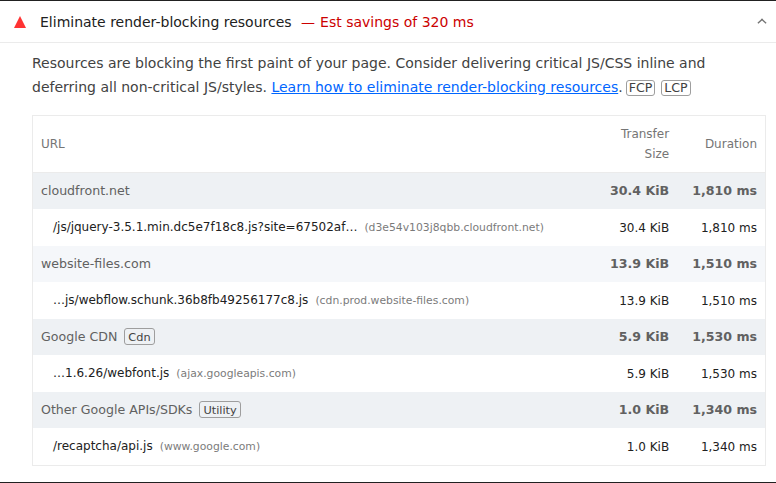 Eliminate render-blocking resources — Est savings of 320 ms
Resources are blocking the first paint of your page. Consider delivering critical JS/CSS inline and
deferring all non-critical JS/styles. Learn how to eliminate render-blocking resources. FCP LCP
URL Transfer Size Duration
cloudfront.net 30.4 KiB 1,810 ms
/js/jquery-3.5.1.min.dc5e7f18c8.js?site=67502af… (d3e54v103j8qbb.cloudfront.net) 30.4 KiB 1,810 ms
website-files.com 13.9 KiB 1,510 ms
…js/webflow.schunk.36b8fb49256177c8.js (cdn.prod.website-files.com) 13.9 KiB 1,510 ms
Google CDN Cdn 5.9 KiB 1,530 ms
…1.6.26/webfont.js (ajax.googleapis.com) 5.9 KiB 1,530 ms
Other Google APIs/SDKs Utility 1.0 KiB 1,340 ms
/recaptcha/api.js (www.google.com) 1.0 KiB 1,340 ms